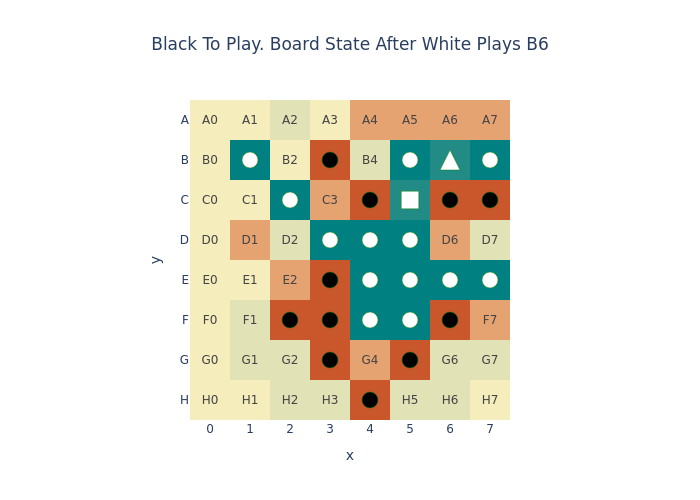 Black To Play. Board State After White Plays B6
A A0 A1 A2 A3 A4 A5 A6 A7
B B0 B2 B4
C C0 C1 C3
D D0 D1 D2 D6 D7
y
E E0 E1 E2
F F0 F1 F7
G G0 G1 G2 G4 G6 G7
H H0 H1 H2 H3 H5 H6 H7
0 1 2 3 4 5 6 7
x